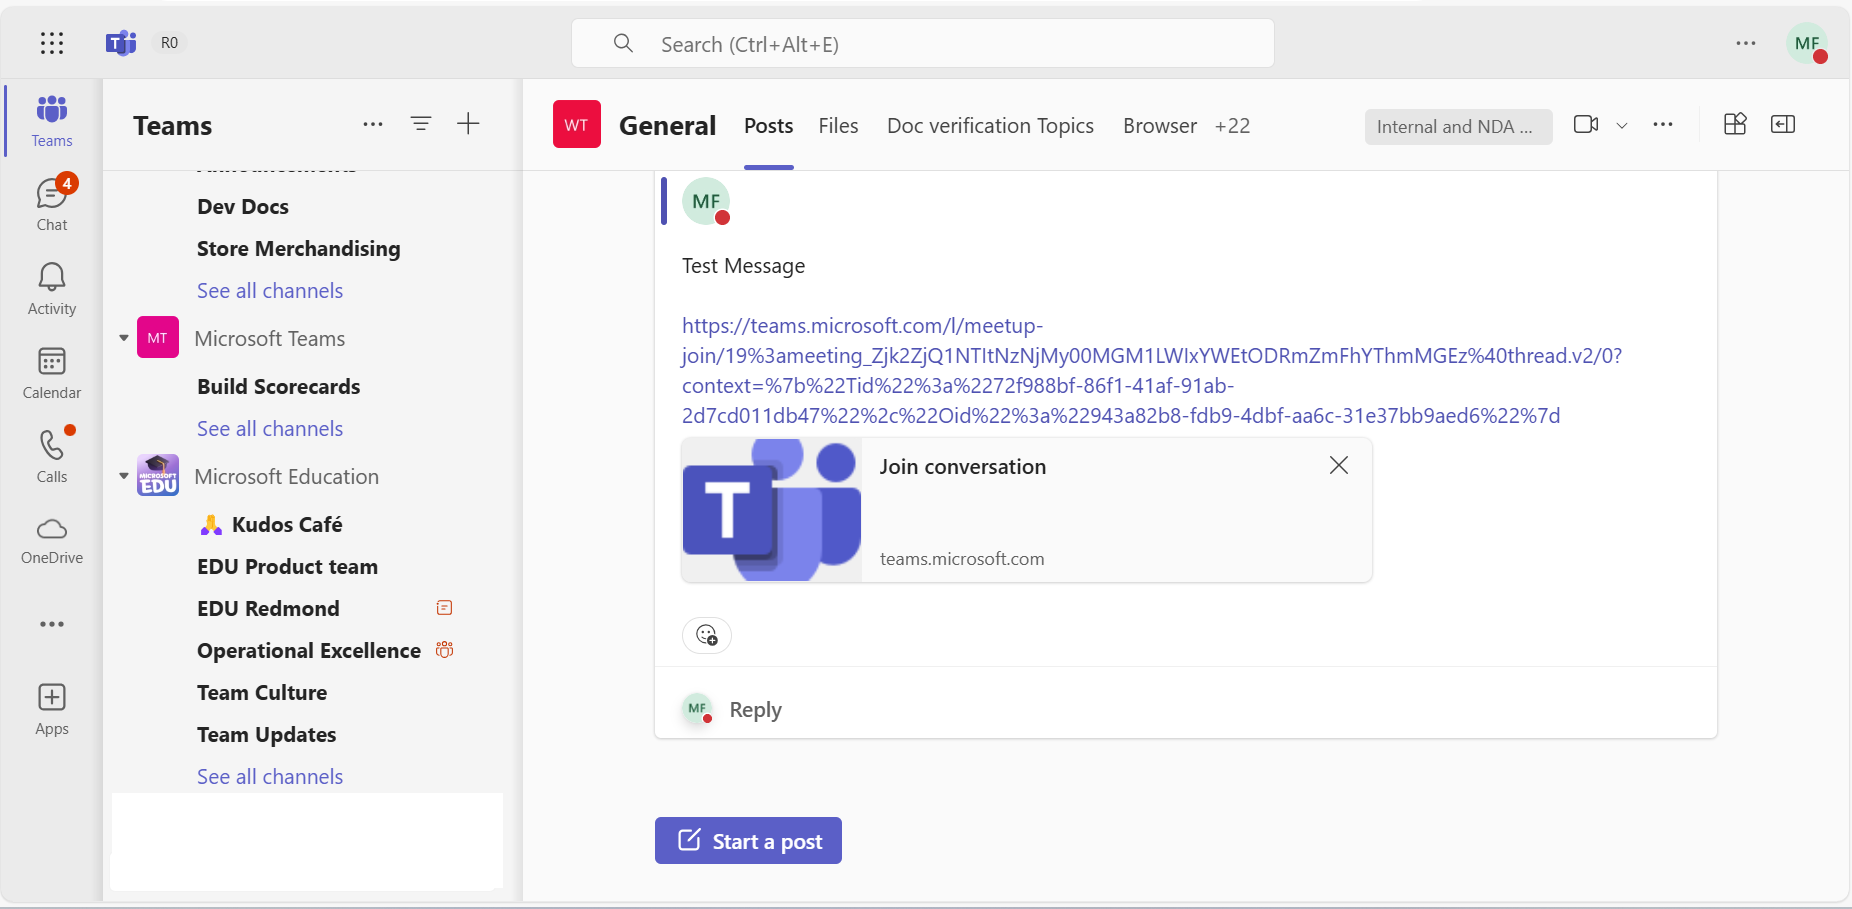 R0
Search (Ctrl+Alt+E)
MF
Teams
Chat
4
Activity
Calendar
Calls
OneDrive
Apps
Teams
Announcements
Dev Docs
Store Merchandising
See all channels
MT Microsoft Teams
Build Scorecards
See all channels
MICROSOFT
EDU
Microsoft Education
Kudos Café
EDU Product team
EDU Redmond
Operational Excellence
Team Culture
Team Updates
See all channels
WT General Posts Files Doc verification Topics Browser +22
Internal and NDA ...
MF
Test Message
https://teams.microsoft.com/l/meetup-
join/19%3ameeting_Zjk2ZjQ1NTItNzNjMy00MGM1LWIxYWEtODRmZmFhYThmMGEz%40thread.v2/0?
context=%7b%22Tid%22%3a%2272f988bf-86f1-41af-91ab-
2d7cd011db47%22%2c%22Oid%22%3a%22943a82b8-fdb9-4dbf-aa6c-31e37bb9aed6%22%7d
T
Join conversation
teams.microsoft.com
MF Reply
Start a post